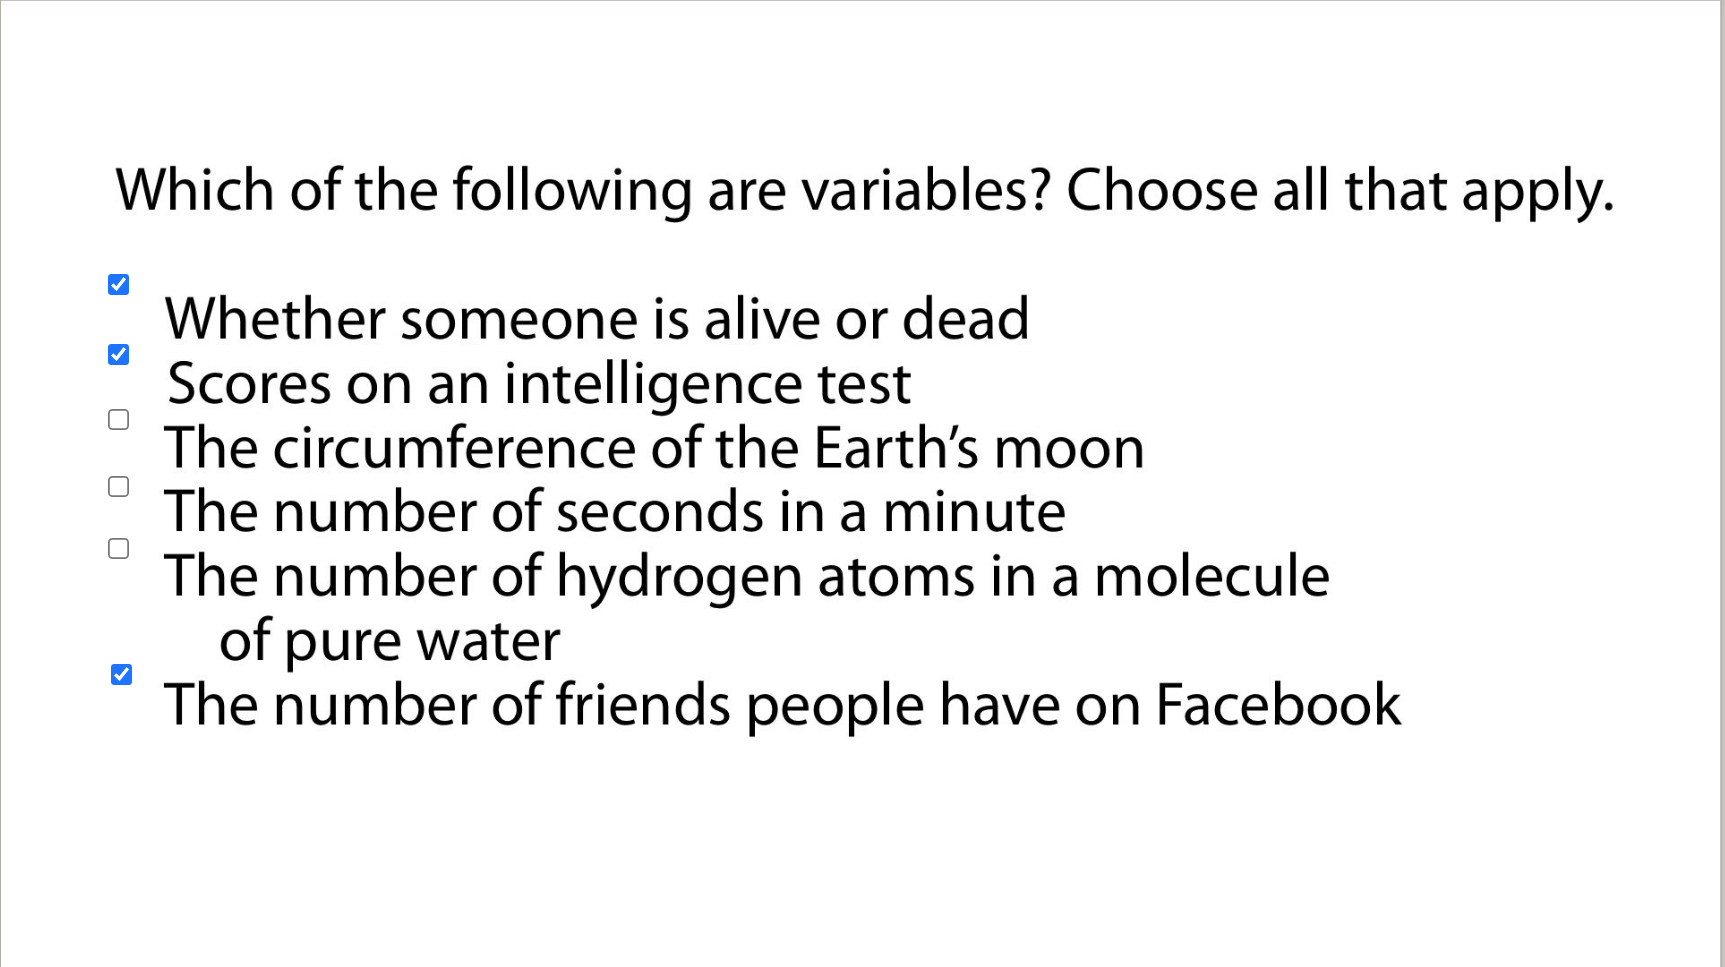 Which of the following are variables? Choose all that apply.
Whether someone is alive or dead
Scores on an intelligence test
The circumference of the Earth’s moon
The number of seconds in a minute
The number of hydrogen atoms in a molecule
of pure water
The number of friends people have on Facebook